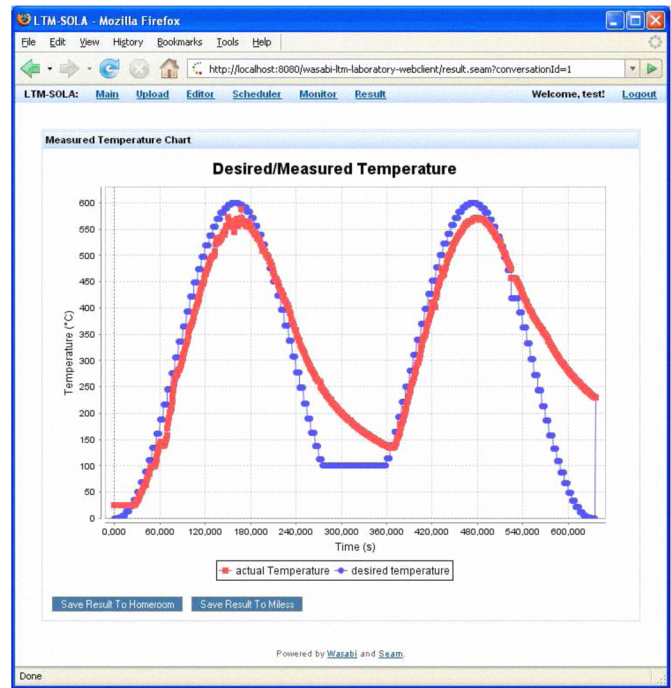 LTM-SOLA - Mozilla Firefox
File Edit View History Bookmarks Tools Help
http://localhost:8080/wasabi-ltm-laboratory-webclient/result.seam?conversationId=1
LTM-SOLA: Main Upload Editor Scheduler Monitor Result Welcome, test! Logout
Measured Temperature Chart
Desired/Measured Temperature
600
550
500
450
400
350
300
250
200
150
100
50
0
Temperature (°C)
0,000 60,000 120,000 180,000 240,000 300,000 360,000 420,000 480,000 540,000 600,000
Time (s)
actual Temperature desired temperature
Save Result To Homeroom Save Result To Miless
Powered by Wasabi and Seam.
Done